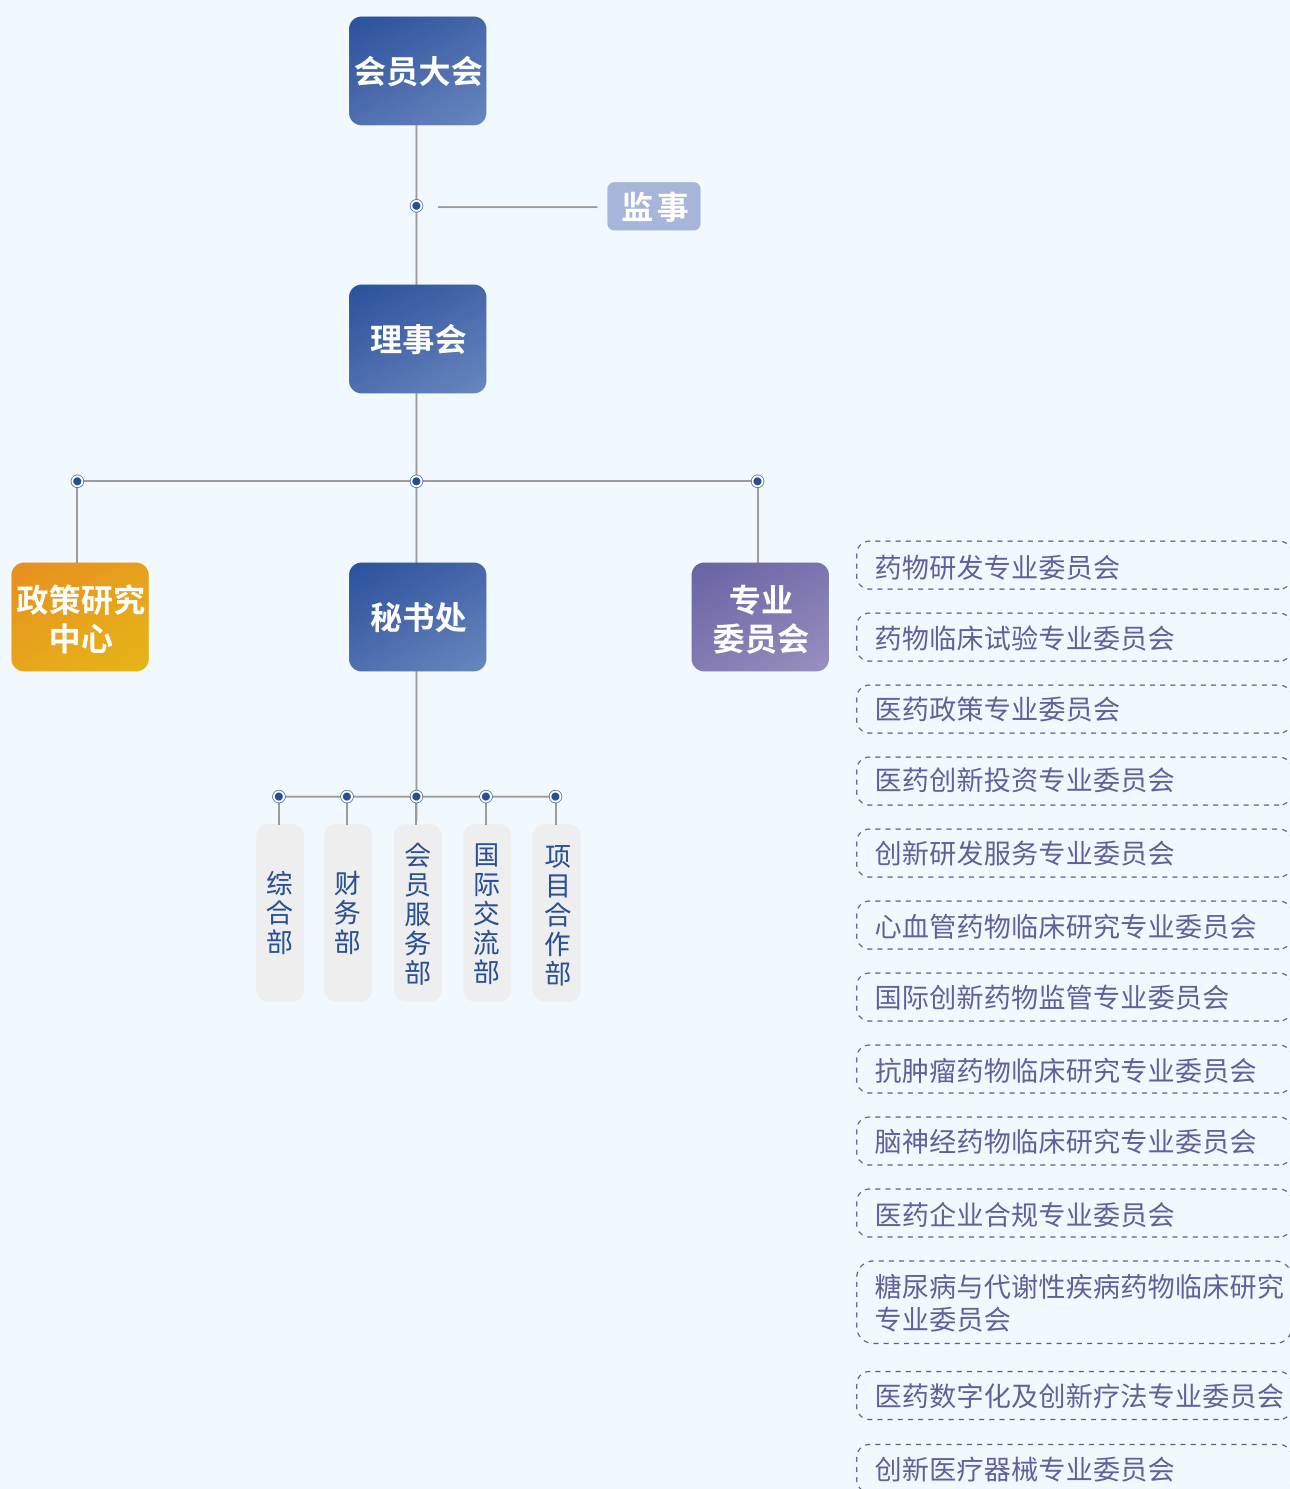 会员大会
监事
理事会
政策研究
中心
秘书处
专业
委员会
综合部
财务部
会员服务部
国际交流部
项目合作部
药物研发专业委员会
药物临床试验专业委员会
医药政策专业委员会
医药创新投资专业委员会
创新研发服务专业委员会
心血管药物临床研究专业委员会
国际创新药物监管专业委员会
抗肿瘤药物临床研究专业委员会
脑神经药物临床研究专业委员会
医药企业合规专业委员会
糖尿病与代谢性疾病药物临床研究
专业委员会
医药数字化及创新疗法专业委员会
创新医疗器械专业委员会